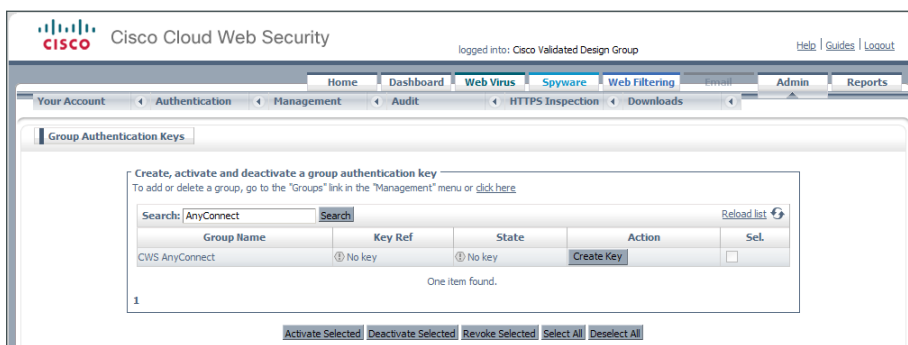 CISCO
Cisco Cloud Web Security
logged into: Cisco Validated Design Group
Help | Guides | Logout
Home Dashboard Web Virus Spyware Web Filtering Email Admin Reports
Your Account Authentication Management Audit HTTPS Inspection Downloads
Group Authentication Keys
Create, activate and deactivate a group authentication key
To add or delete a group, go to the "Groups" link in the "Management" menu or click here
Search: AnyConnect Search Reload list
Group Name Key Ref State Action Sel.
CWS AnyConnect No key No key Create Key
One item found.
1
Activate Selected Deactivate Selected Revoke Selected Select All Deselect All